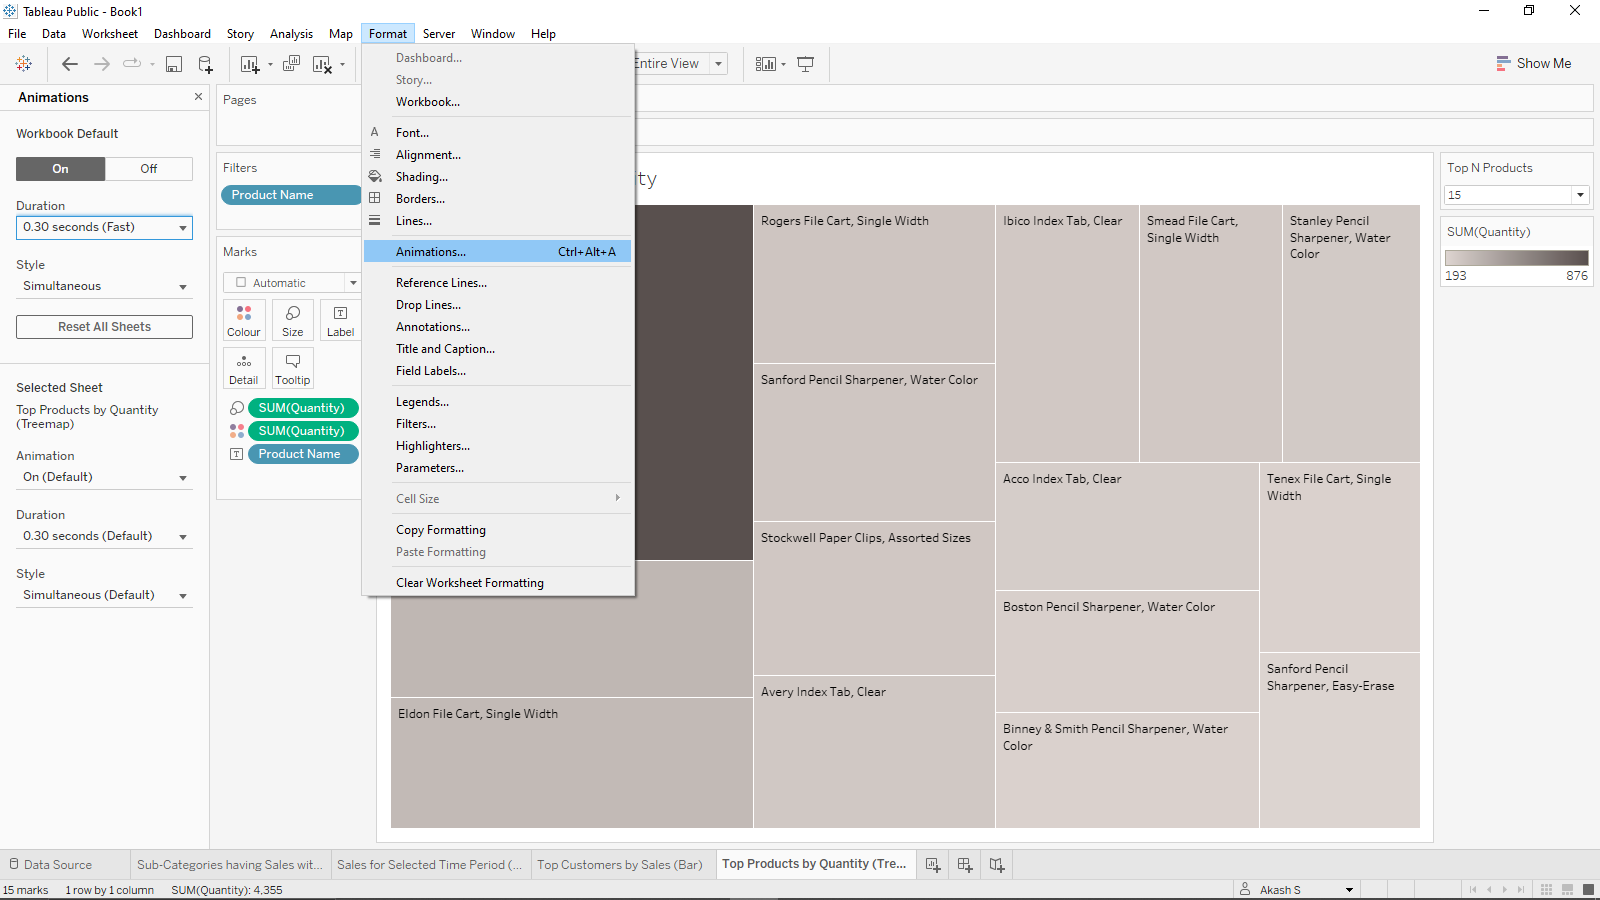 Tableau Public - Book1
File Data Worksheet Dashboard Story Analysis Map Format Server Window Help
Entire View
Show Me
Animations
Workbook Default
On Off
Duration
0.30 seconds (Fast)
Style
Simultaneous
Reset All Sheets
Selected Sheet
Top Products by Quantity
(Treemap)
Animation
On (Default)
Duration
0.30 seconds (Default)
Style
Simultaneous (Default)
Pages
Filters
Product Name
Marks
Automatic
Colour Size Label
Detail Tooltip
SUM(Quantity)
SUM(Quantity)
Product Name
Dashboard...
Story...
Workbook...
Font...
Alignment...
Shading...
Borders...
Lines...
Animations... Ctrl+Alt+A
Reference Lines...
Drop Lines...
Annotations...
Title and Caption...
Field Labels...
Legends...
Filters...
Highlighters...
Parameters...
Cell Size
Copy Formatting
Paste Formatting
Clear Worksheet Formatting
ty
Eldon File Cart, Single Width
Rogers File Cart, Single Width
Sanford Pencil Sharpener, Water Color
Stockwell Paper Clips, Assorted Sizes
Avery Index Tab, Clear
Ibico Index Tab, Clear
Smead File Cart,
Single Width
Stanley Pencil
Sharpener, Water
Color
Acco Index Tab, Clear
Boston Pencil Sharpener, Water Color
Binney & Smith Pencil Sharpener, Water
Color
Tenex File Cart, Single
Width
Sanford Pencil
Sharpener, Easy-Erase
Top N Products
15
SUM(Quantity)
193 876
Data Source
Sub-Categories having Sales wit...
Sales for Selected Time Period (...
Top Customers by Sales (Bar)
Top Products by Quantity (Tre...
15 marks 1 row by 1 column SUM(Quantity): 4,355
Akash S